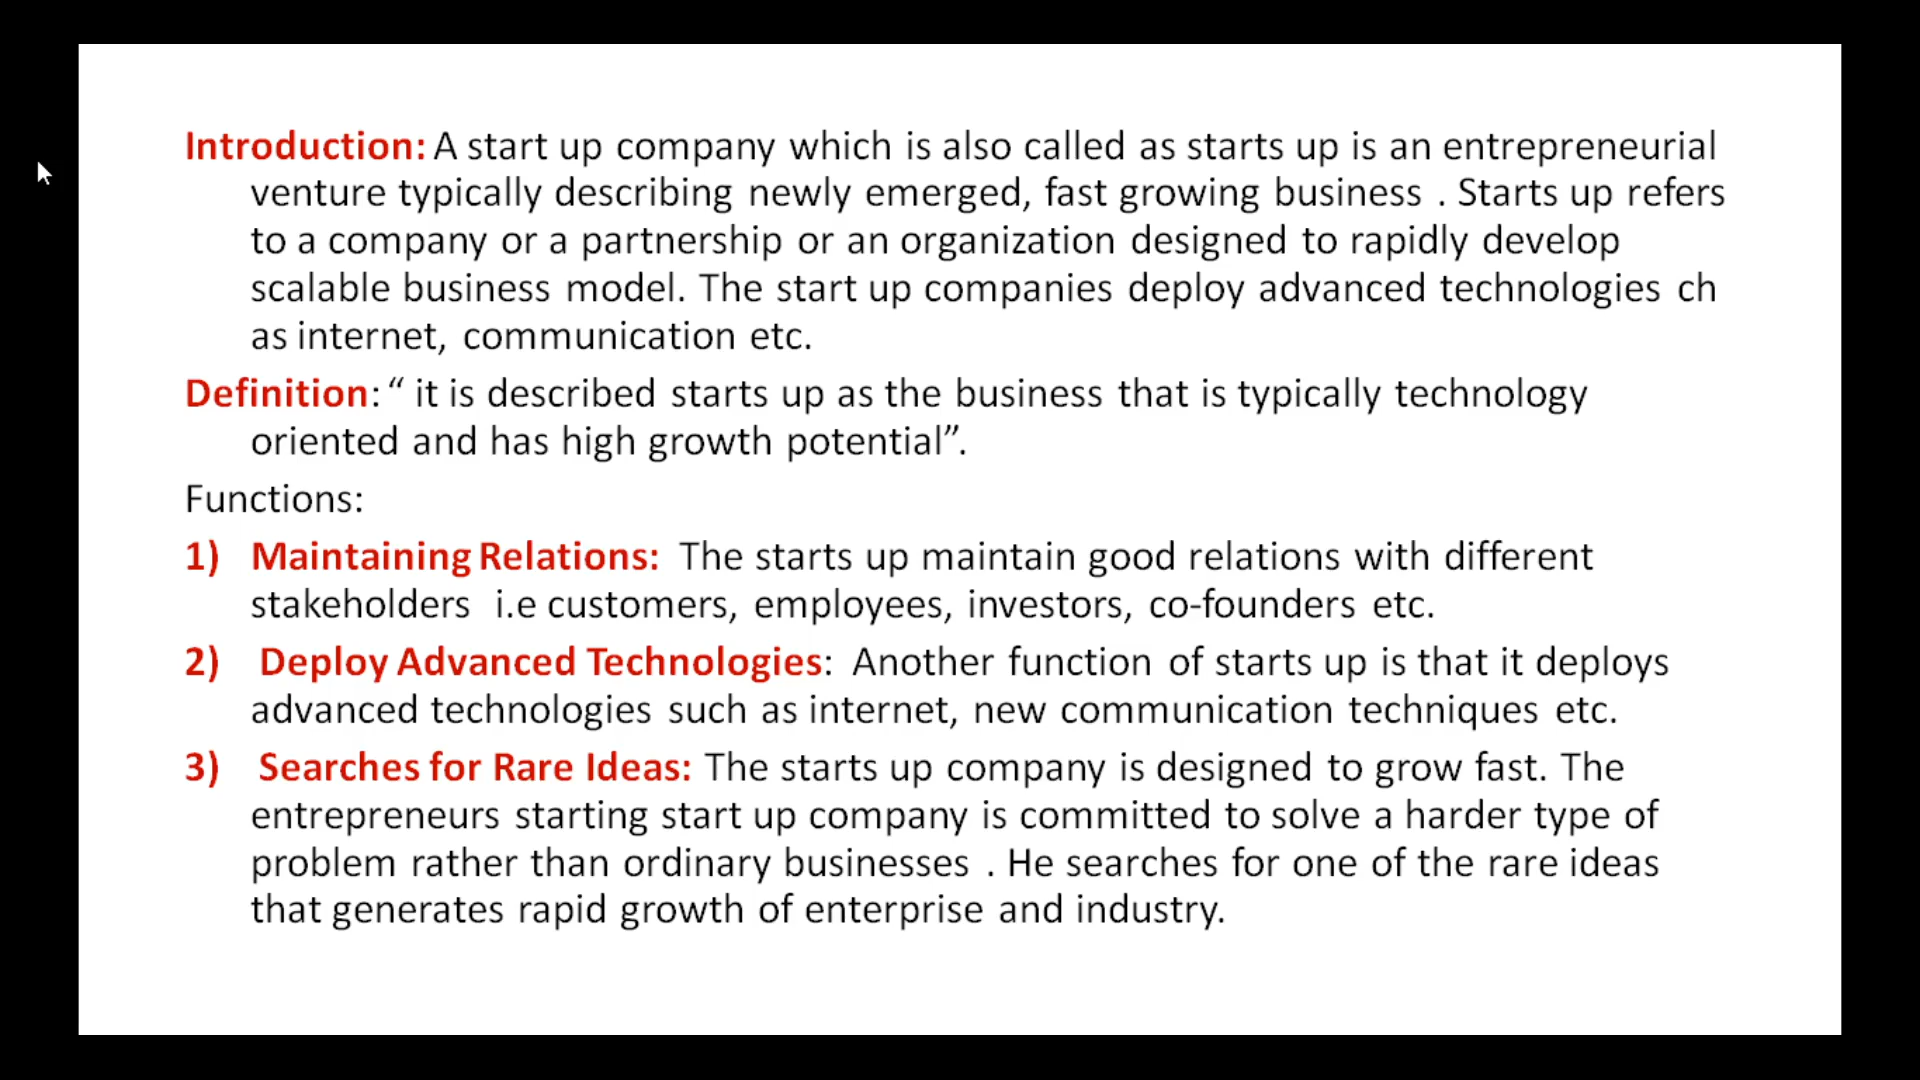 Introduction: A start up company which is also called as starts up is an entrepreneurial
venture typically describing newly emerged, fast growing business . Starts up refers
to a company or a partnership or an organization designed to rapidly develop
scalable business model. The start up companies deploy advanced technologies ch
as internet, communication etc.
Definition: “ it is described starts up as the business that is typically technology
oriented and has high growth potential”.
Functions:
1) Maintaining Relations: The starts up maintain good relations with different
stakeholders i.e customers, employees, investors, co-founders etc.
2) Deploy Advanced Technologies: Another function of starts up is that it deploys
advanced technologies such as internet, new communication techniques etc.
3) Searches for Rare Ideas: The starts up company is designed to grow fast. The
entrepreneurs starting start up company is committed to solve a harder type of
problem rather than ordinary businesses . He searches for one of the rare ideas
that generates rapid growth of enterprise and industry.